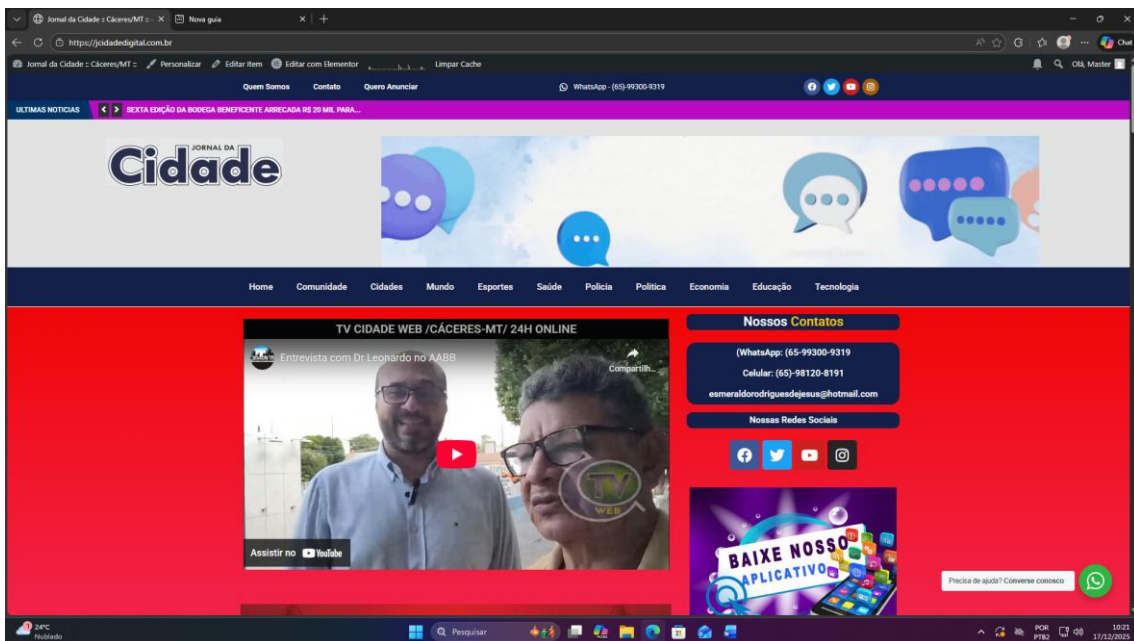 Jornal da Cidade :: Cáceres/MT :: -
Nova guia
https://jcidadedigital.com.br
Chat
Jornal da Cidade :: Cáceres/MT ::
Personalizar
Editar Item
Editar com Elementor
Limpar Cache
Olá, Master
Quem Somos
Contato
Quero Anunciar
WhatsApp - (65)-99300-9319
ULTIMAS NOTICIAS
SEXTA EDIÇÃO DA BODEGA BENEFICENTE ARRECADA R$ 20 MIL PARA...
JORNAL DA
Cidade
Home
Comunidade
Cidades
Mundo
Esportes
Saúde
Policia
Politica
Economia
Educação
Tecnologia
TV CIDADE WEB /CÁCERES-MT/ 24H ONLINE
Entrevista com Dr Leonardo no AABB
Compartilh...
TV
WEB
Assistir no YouTube
Nossos Contatos
(WhatsApp: (65-99300-9319
Celular: (65)-98120-8191
esmeraldorodriguesdejesus@hotmail.com
Nossas Redes Sociais
BAIXE NOSSO
APLICATIVO
Precisa de ajuda? Converse conosco
24°C
Nublado
Pesquisar
POR
PTB2
10:21
17/12/2025